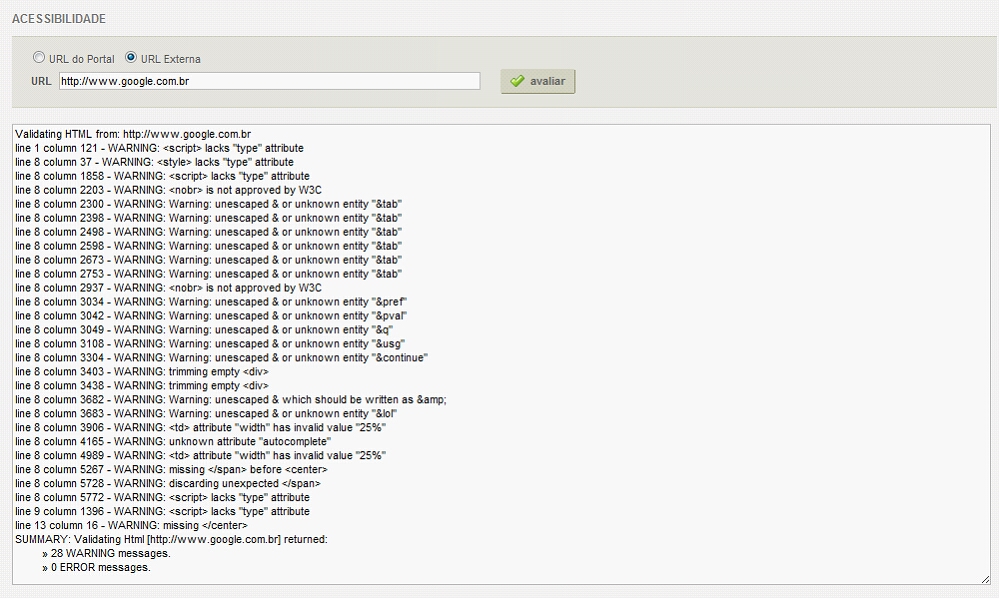 ACESSIBILIDADE
URL do Portal URL Externa
URL http://www.google.com.br avaliar
Validating HTML from: http://www.google.com.br
line 1 column 121 - WARNING: <script> lacks "type" attribute
line 8 column 37 - WARNING: <style> lacks "type" attribute
line 8 column 1858 - WARNING: <script> lacks "type" attribute
line 8 column 2203 - WARNING: <nobr> is not approved by W3C
line 8 column 2300 - WARNING: Warning: unescaped & or unknown entity "&tab"
line 8 column 2398 - WARNING: Warning: unescaped & or unknown entity "&tab"
line 8 column 2498 - WARNING: Warning: unescaped & or unknown entity "&tab"
line 8 column 2598 - WARNING: Warning: unescaped & or unknown entity "&tab"
line 8 column 2673 - WARNING: Warning: unescaped & or unknown entity "&tab"
line 8 column 2753 - WARNING: Warning: unescaped & or unknown entity "&tab"
line 8 column 2937 - WARNING: <nobr> is not approved by W3C
line 8 column 3034 - WARNING: Warning: unescaped & or unknown entity "&pref"
line 8 column 3042 - WARNING: Warning: unescaped & or unknown entity "&pval"
line 8 column 3049 - WARNING: Warning: unescaped & or unknown entity "&q"
line 8 column 3108 - WARNING: Warning: unescaped & or unknown entity "&usg"
line 8 column 3304 - WARNING: Warning: unescaped & or unknown entity "&continue"
line 8 column 3403 - WARNING: trimming empty <div>
line 8 column 3438 - WARNING: trimming empty <div>
line 8 column 3682 - WARNING: Warning: unescaped & which should be written as &amp;
line 8 column 3683 - WARNING: Warning: unescaped & or unknown entity "&lol"
line 8 column 3906 - WARNING: <td> attribute "width" has invalid value "25%"
line 8 column 4165 - WARNING: unknown attribute "autocomplete"
line 8 column 4989 - WARNING: <td> attribute "width" has invalid value "25%"
line 8 column 5267 - WARNING: missing </span> before <center>
line 8 column 5728 - WARNING: discarding unexpected </span>
line 8 column 5772 - WARNING: <script> lacks "type" attribute
line 9 column 1396 - WARNING: <script> lacks "type" attribute
line 13 column 16 - WARNING: missing </center>
SUMMARY: Validating Html [http://www.google.com.br] returned:
» 28 WARNING messages.
» 0 ERROR messages.